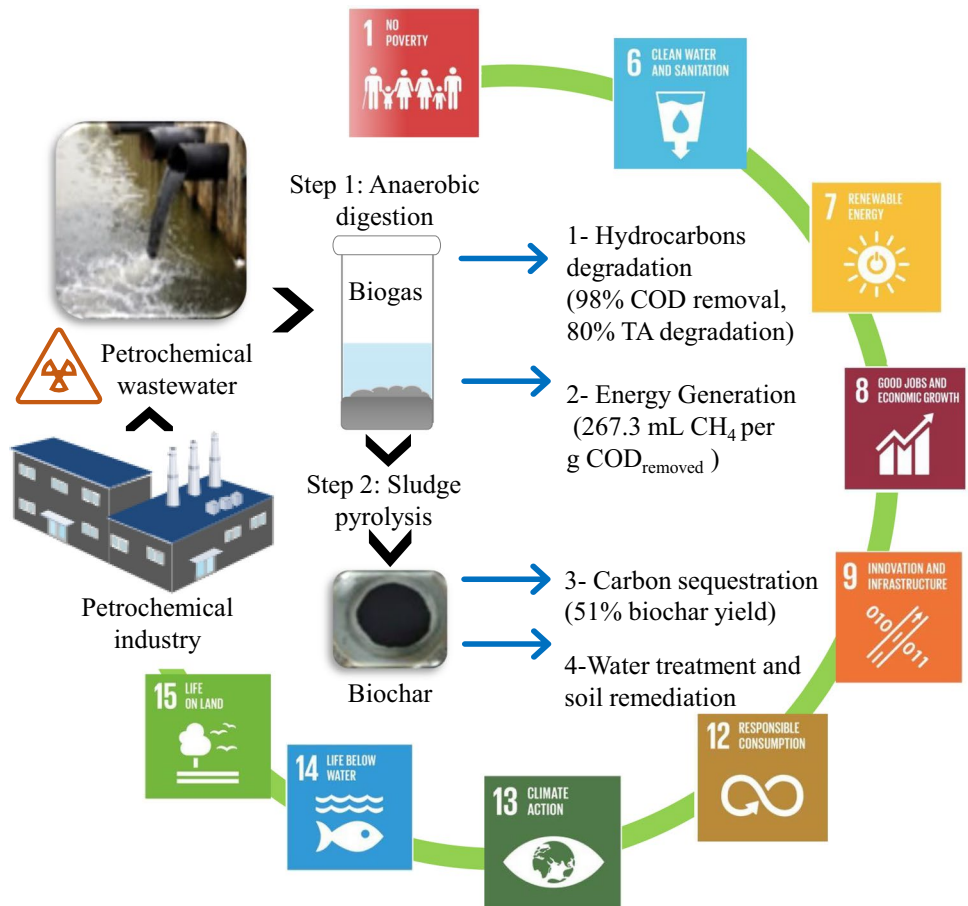 1 NO
POVERTY
6 CLEAN WATER
AND SANITATION
Step 1: Anaerobic
digestion
Biogas
7 RENEWABLE
ENERGY
1- Hydrocarbons
degradation
(98% COD removal,
80% TA degradation)
Petrochemical
wastewater
2- Energy Generation
(267.3 mL CH₄ per
g COD removed )
8 GOOD JOBS AND
ECONOMIC GROWTH
Step 2: Sludge
pyrolysis
Petrochemical
industry
3- Carbon sequestration
(51% biochar yield)
9 INNOVATION AND
INFRASTRUCTURE
010
011
Biochar
4-Water treatment and
soil remediation
15 LIFE
ON LAND
14 LIFE BELOW
WATER
13 CLIMATE
ACTION
12 RESPONSIBLE
CONSUMPTION